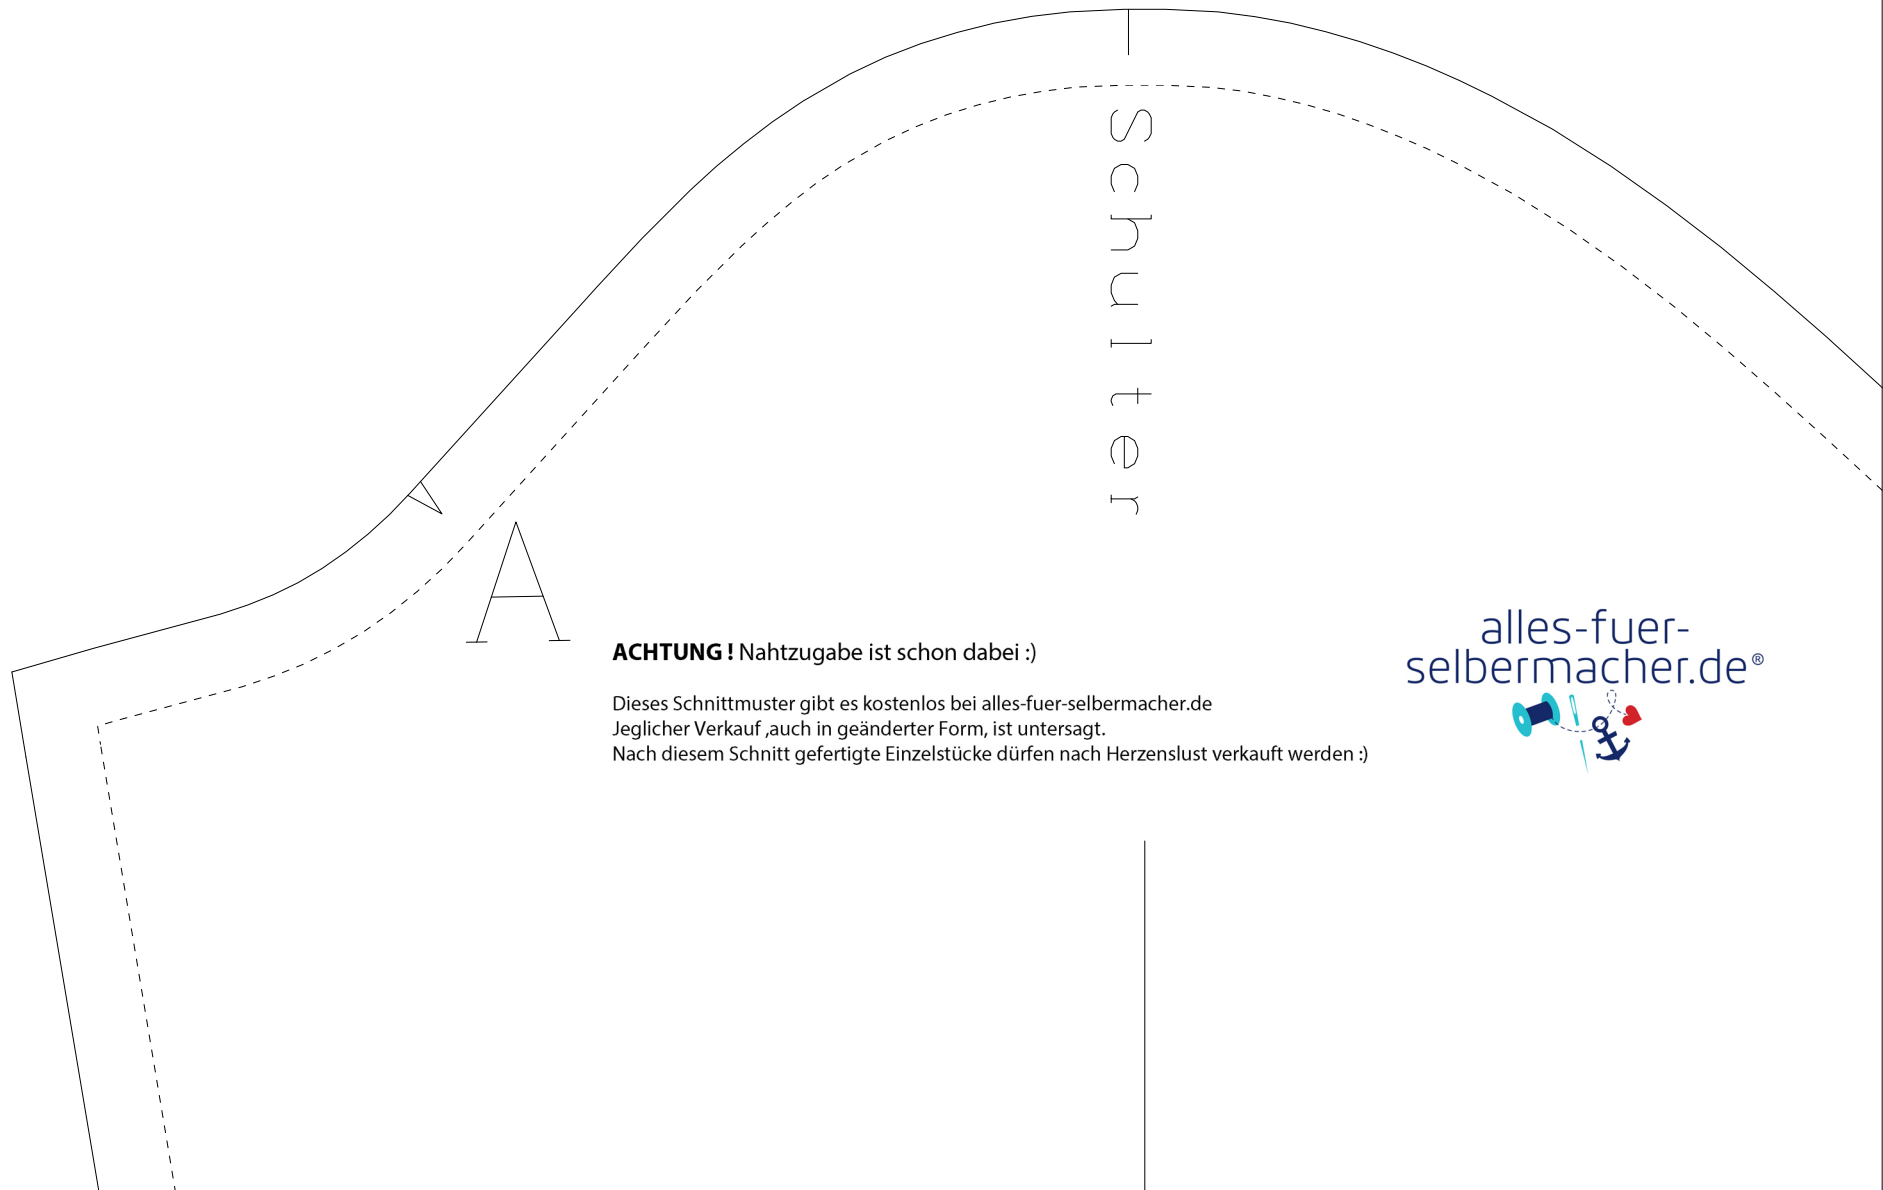 Schulter
A
ACHTUNG ! Nahtzugabe ist schon dabei :)
Dieses Schnittmuster gibt es kostenlos bei alles-fuer-selbermacher.de
Jeglicher Verkauf ,auch in geänderter Form, ist untersagt.
Nach diesem Schnitt gefertigte Einzelstücke dürfen nach Herzenslust verkauft werden :)
alles-fuer-
selbermacher.de®